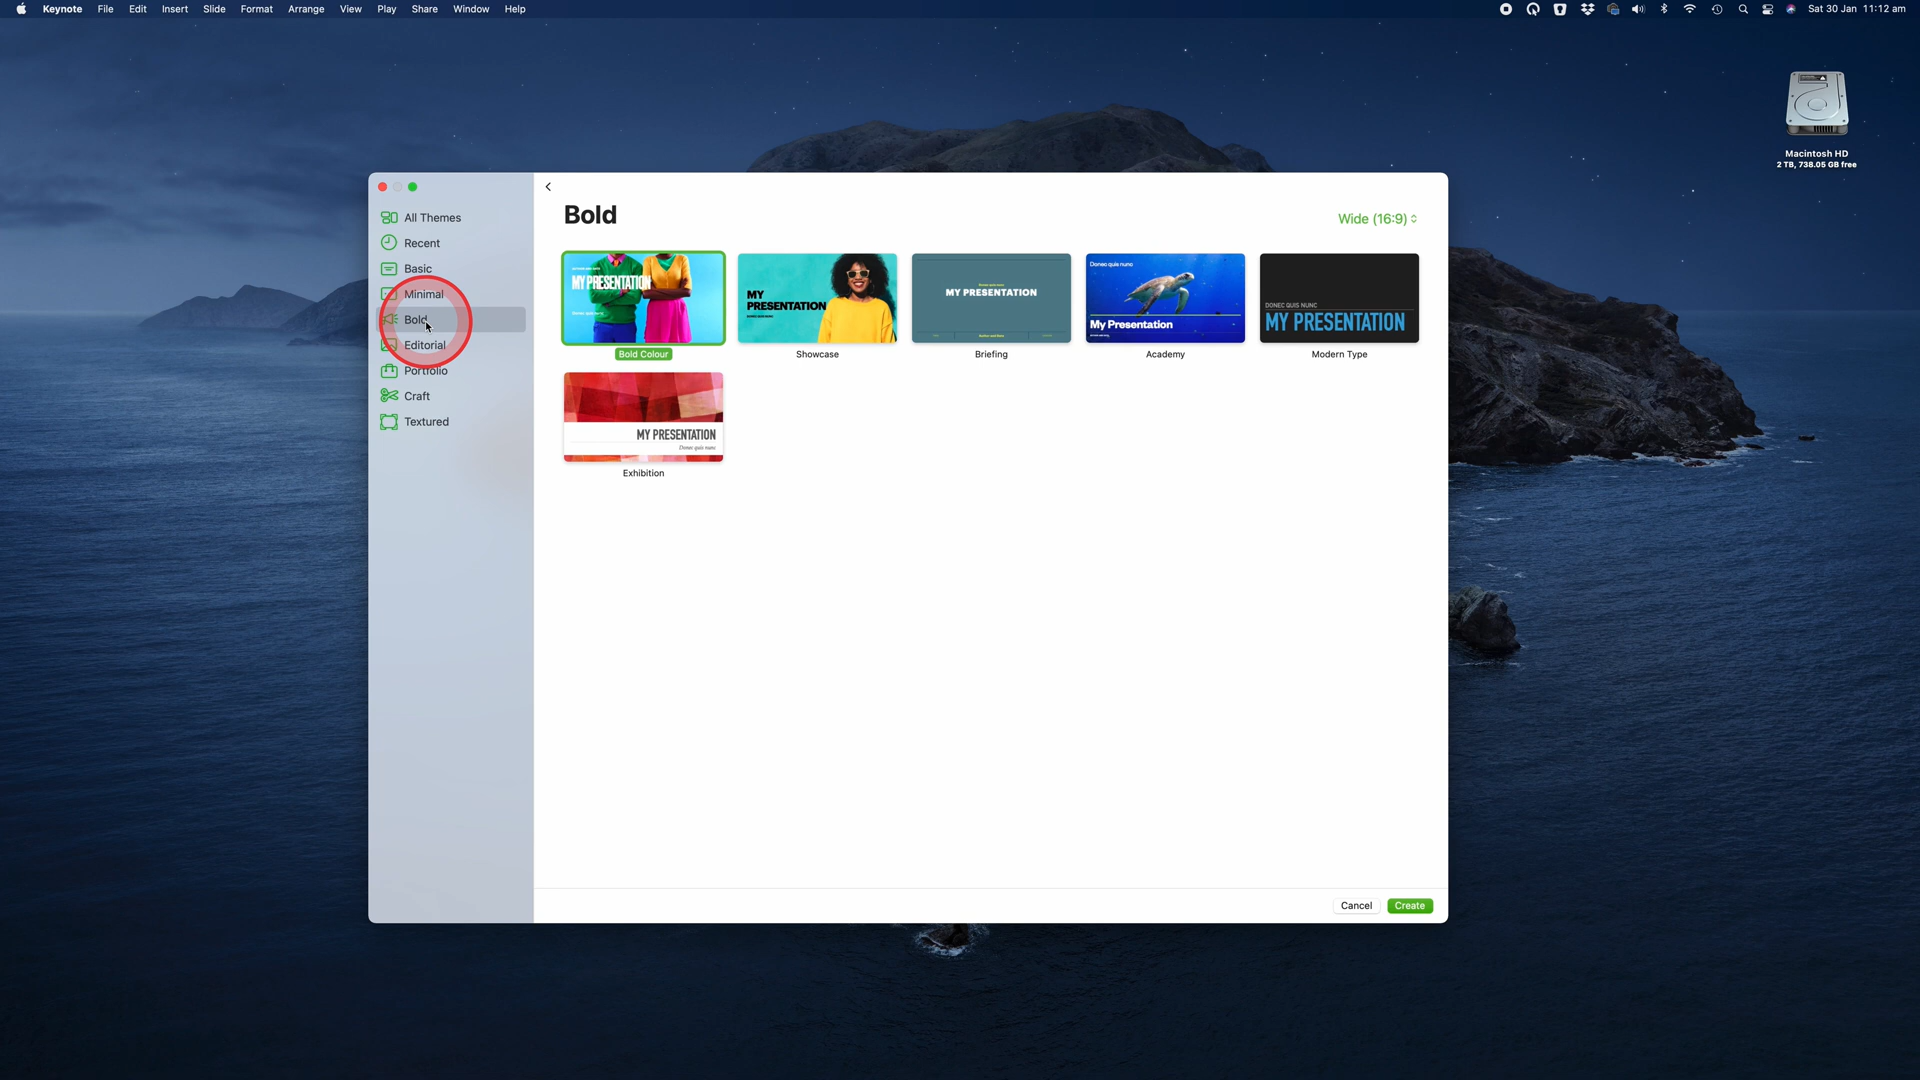 Keynote File Edit Insert Slide Format Arrange View Play Share Window Help
Sat 30 Jan 11:12 am
Macintosh HD
2 TB, 738.05 GB free
All Themes
Recent
Basic
Minimal
Bold
Editorial
Portfolio
Craft
Textured
Bold
Wide (16:9)
MY PRESENTATION
Bold Colour
MY
PRESENTATION
Showcase
MY PRESENTATION
Briefing
Donec quis nunc
My Presentation
Academy
DONEC QUIS NUNC
MY PRESENTATION
Modern Type
MY PRESENTATION
Donec quis nunc
Exhibition
Cancel
Create